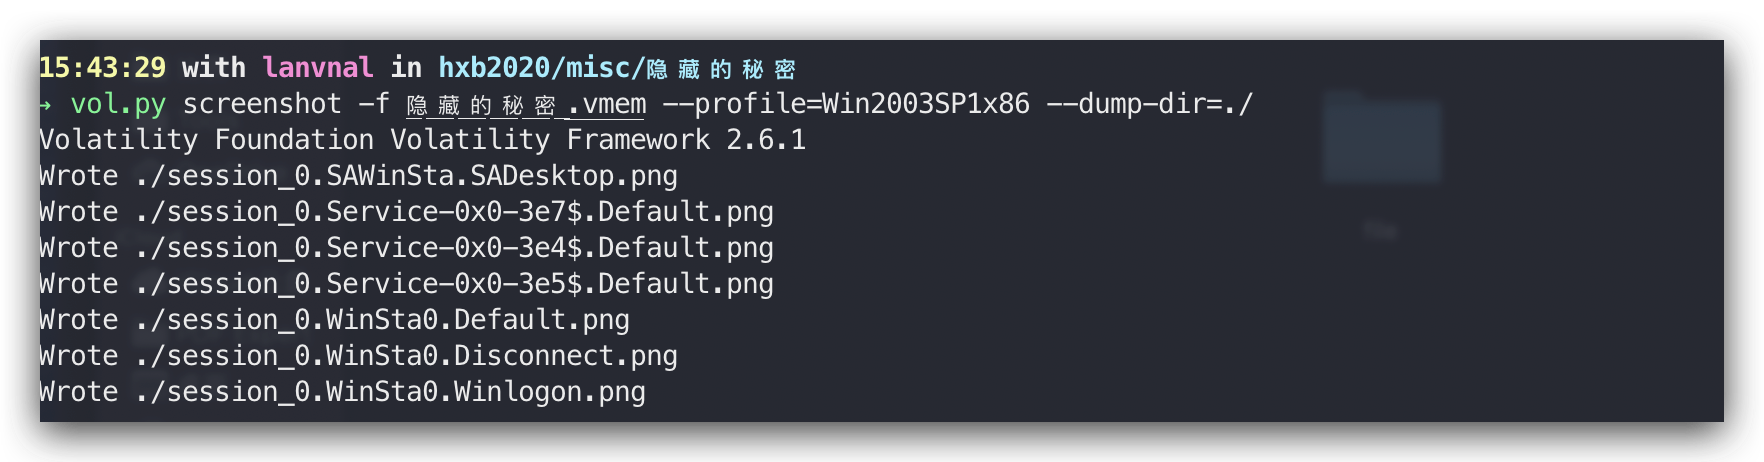 15:43:29 with lanvnal in hxb2020/misc/隐藏的秘密
→ vol.py screenshot -f 隐藏的秘密.vmem --profile=Win2003SP1x86 --dump-dir=./
Volatility Foundation Volatility Framework 2.6.1
Wrote ./session_0.SAWinSta.SADesktop.png
Wrote ./session_0.Service-0x0-3e7$.Default.png
Wrote ./session_0.Service-0x0-3e4$.Default.png
Wrote ./session_0.Service-0x0-3e5$.Default.png
Wrote ./session_0.WinSta0.Default.png
Wrote ./session_0.WinSta0.Disconnect.png
Wrote ./session_0.WinSta0.Winlogon.png